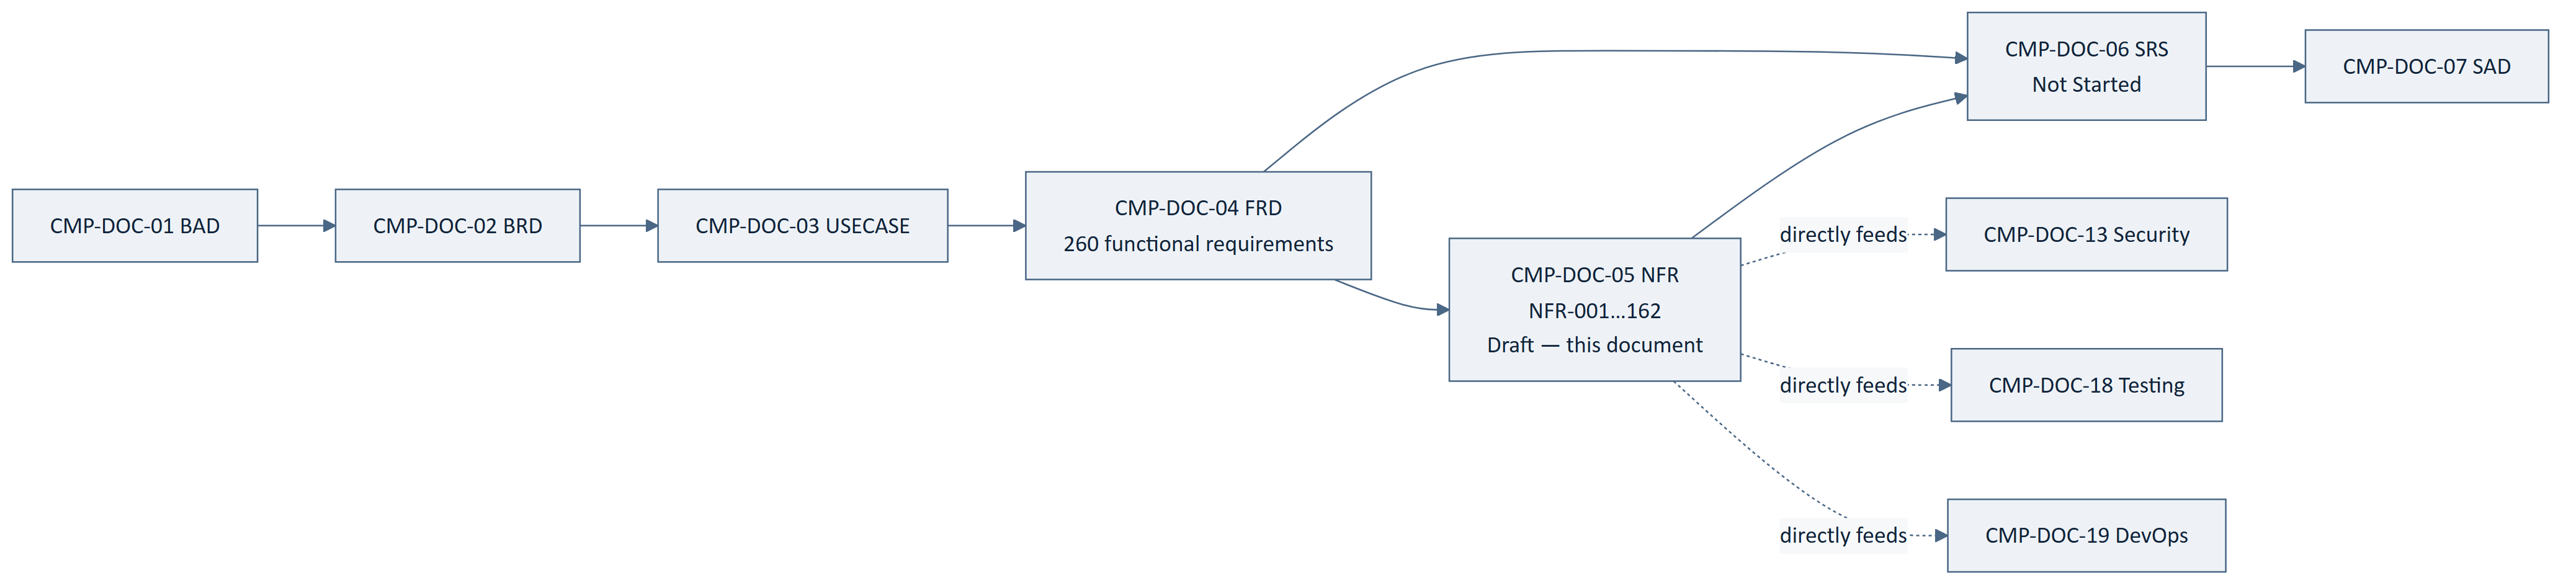 CMP-DOC-01 BAD
CMP-DOC-02 BRD
CMP-DOC-03 USECASE
CMP-DOC-04 FRD
260 functional requirements
CMP-DOC-05 NFR
NFR-001…162
Draft — this document
CMP-DOC-06 SRS
Not Started
CMP-DOC-07 SAD
directly feeds
CMP-DOC-13 Security
directly feeds
CMP-DOC-18 Testing
directly feeds
CMP-DOC-19 DevOps